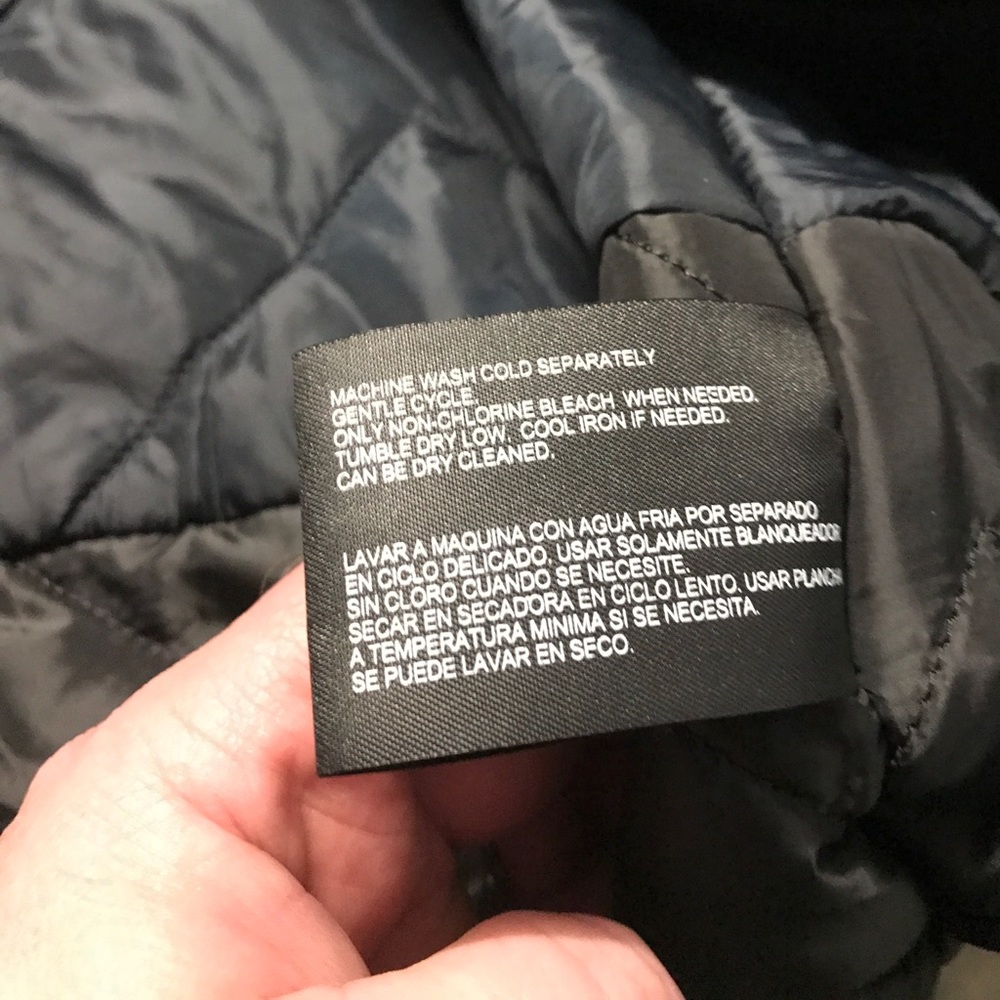 MACHINE WASH COLD SEPARATELY
GENTLE CYCLE.
ONLY NON-CHLORINE BLEACH WHEN NEEDED.
TUMBLE DRY LOW, COOL IRON IF NEEDED.
CAN BE DRY CLEANED.
LAVAR A MAQUINA CON AGUA FRIA POR SEPARADO
EN CICLO DELICADO, USAR SOLAMENTE BLANQUEADOR
SIN CLORO CUANDO SE NECESITE.
SECAR EN SECADORA EN CICLO LENTO. USAR
A TEMPERATURA MINIMA SI SE NECESITA.
SE PUEDE LAVAR EN SECO.